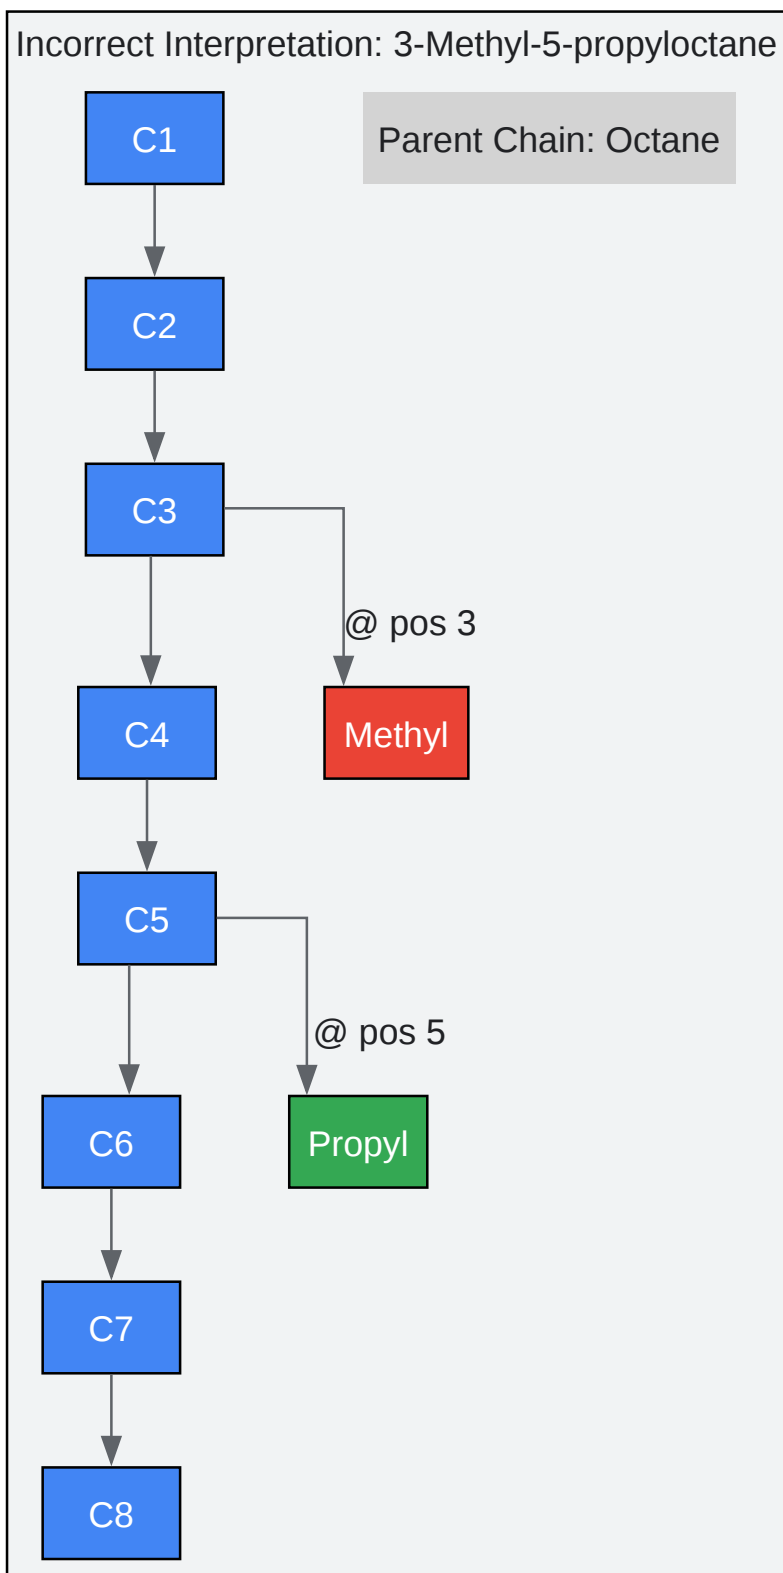 Incorrect Interpretation: 3-Methyl-5-propyloctane
C1
Parent Chain: Octane
C2
C3
@ pos 3
C4
Methyl
C5
@ pos 5
C6
Propyl
C7
C8